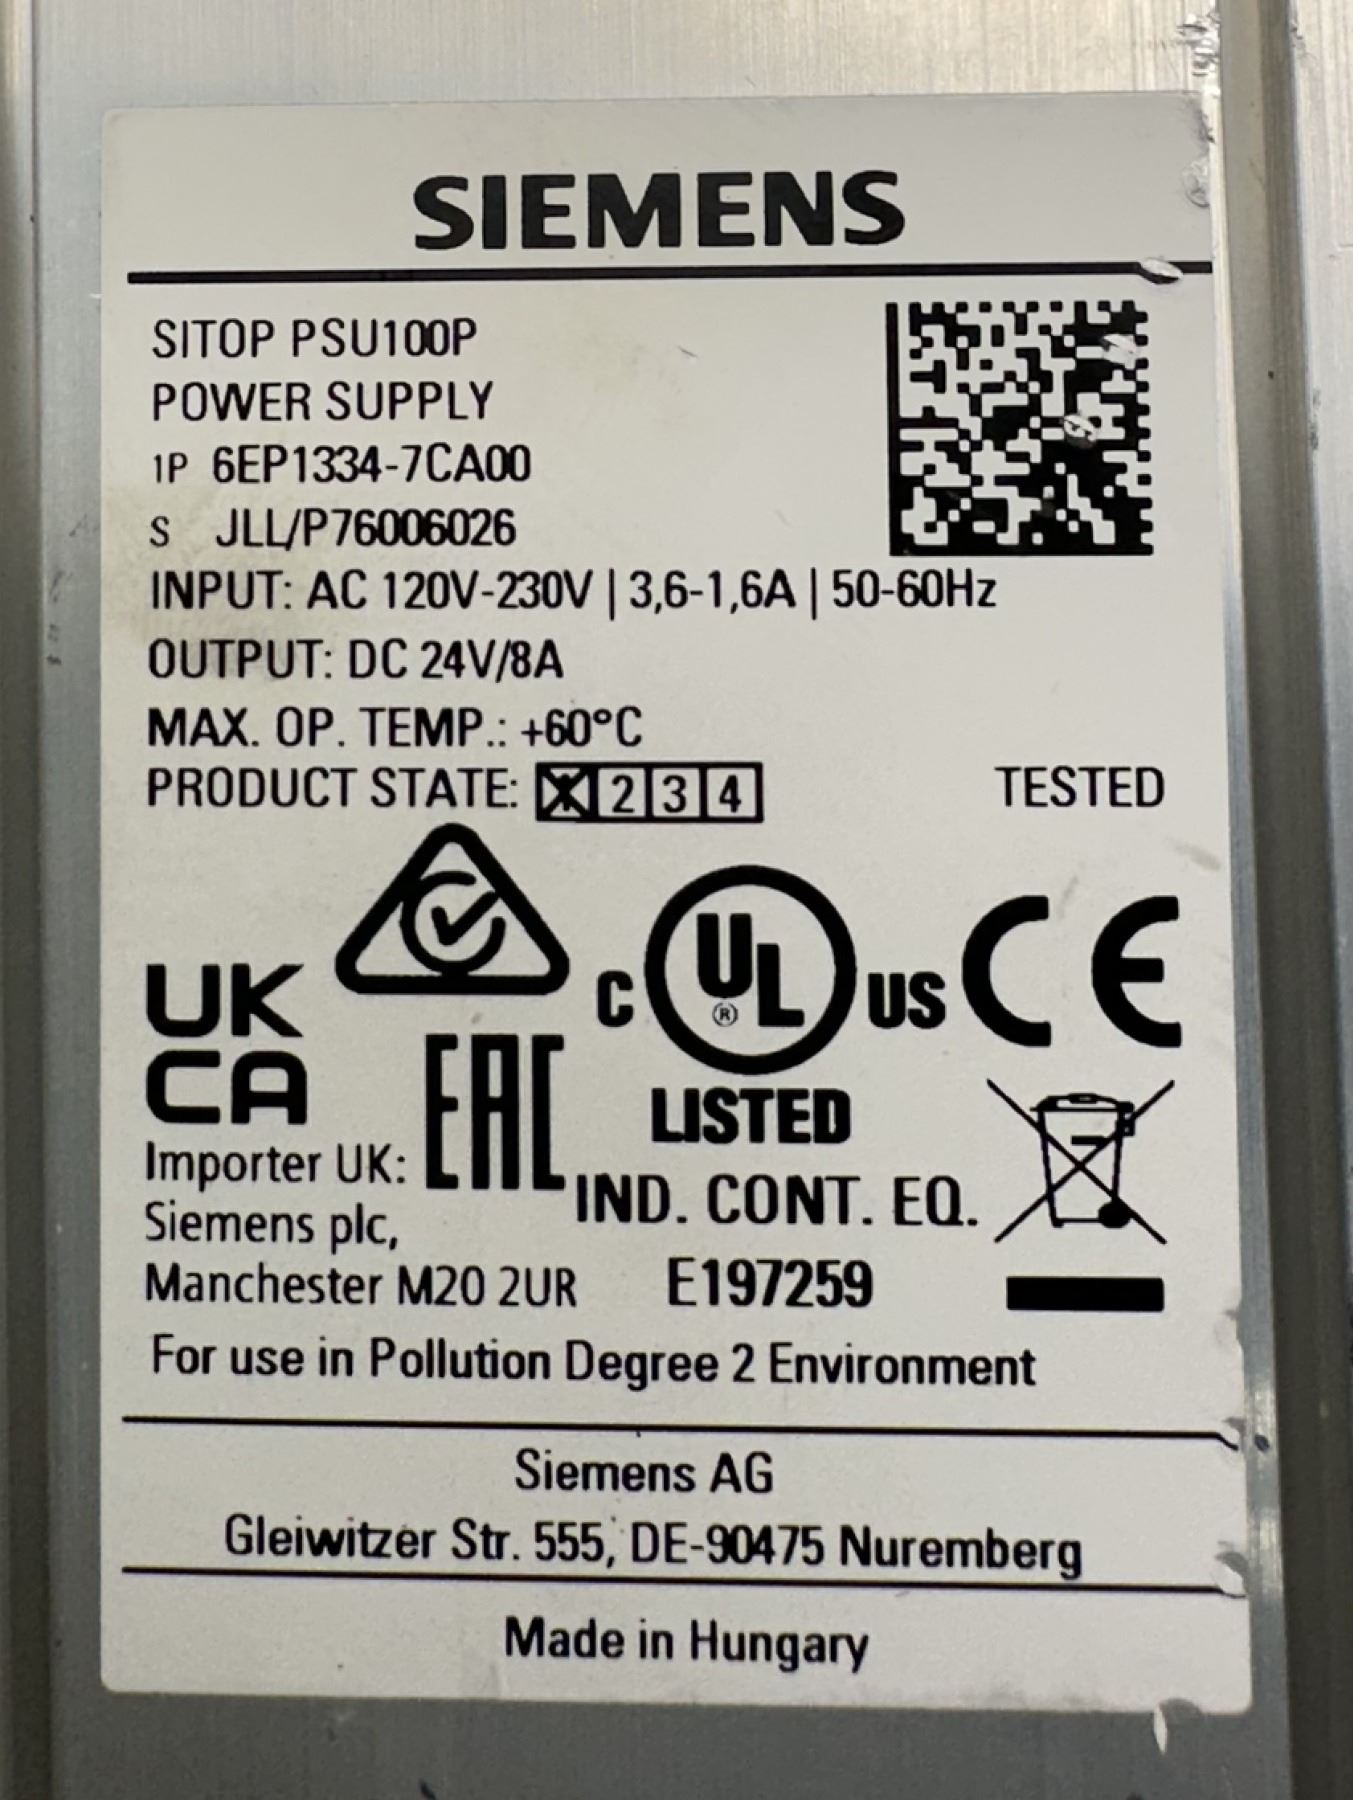 SIEMENS
SITOP PSU100P
POWER SUPPLY
1P 6EP1334-7CA00
S JLL/P76006026
INPUT: AC 120V-230V | 3,6-1,6A | 50-60Hz
OUTPUT: DC 24V/8A
MAX. OP. TEMP.: +60°C
PRODUCT STATE: X 2 3 4 TESTED
UK
CA
EAC
C UL ® US
LISTED
CE
Importer UK:
Siemens plc,
Manchester M20 2UR
IND. CONT. EQ.
E197259
For use in Pollution Degree 2 Environment
Siemens AG
Gleiwitzer Str. 555, DE-90475 Nuremberg
Made in Hungary